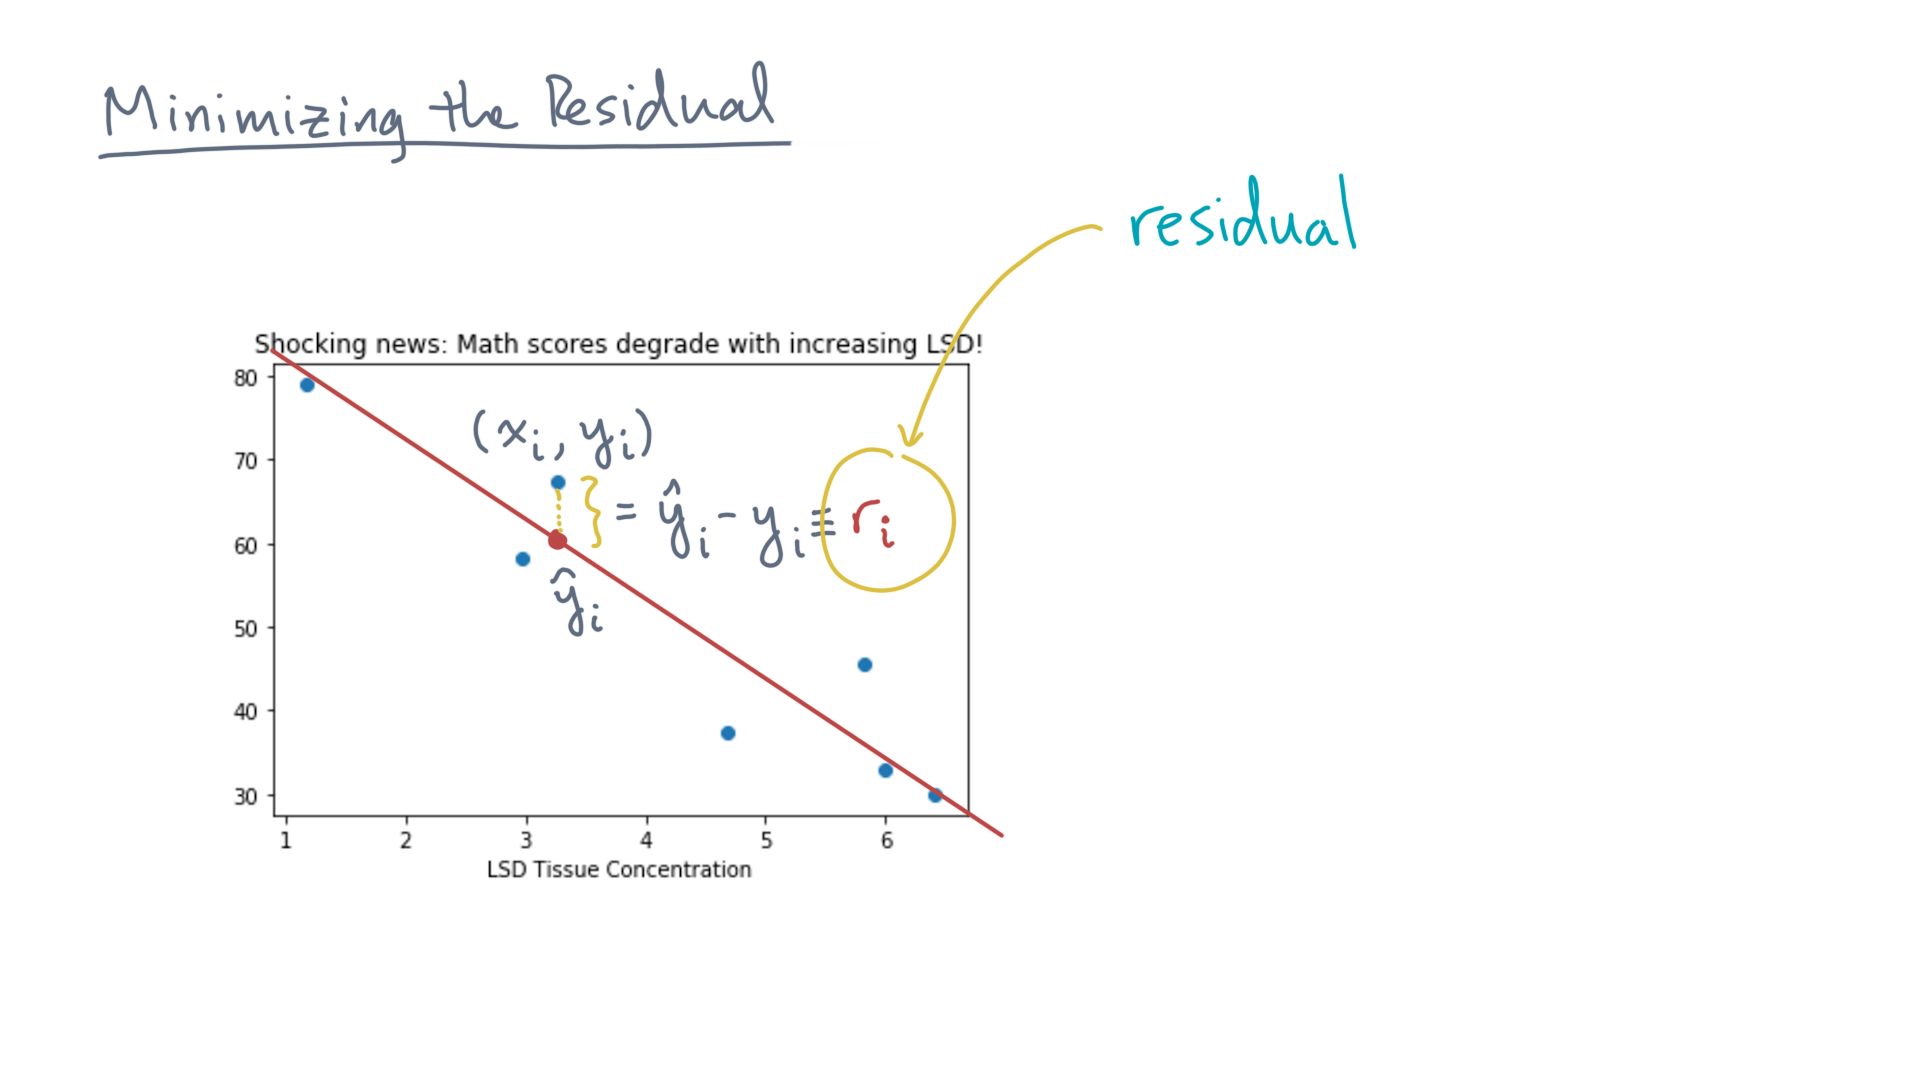 Minimizing the Residual
residual
Shocking news: Math scores degrade with increasing LSD!
80
70
60
50
40
30
(xᵢ, yᵢ)
} = ŷᵢ - yᵢ ≡ rᵢ
ŷᵢ
1 2 3 4 5 6
LSD Tissue Concentration